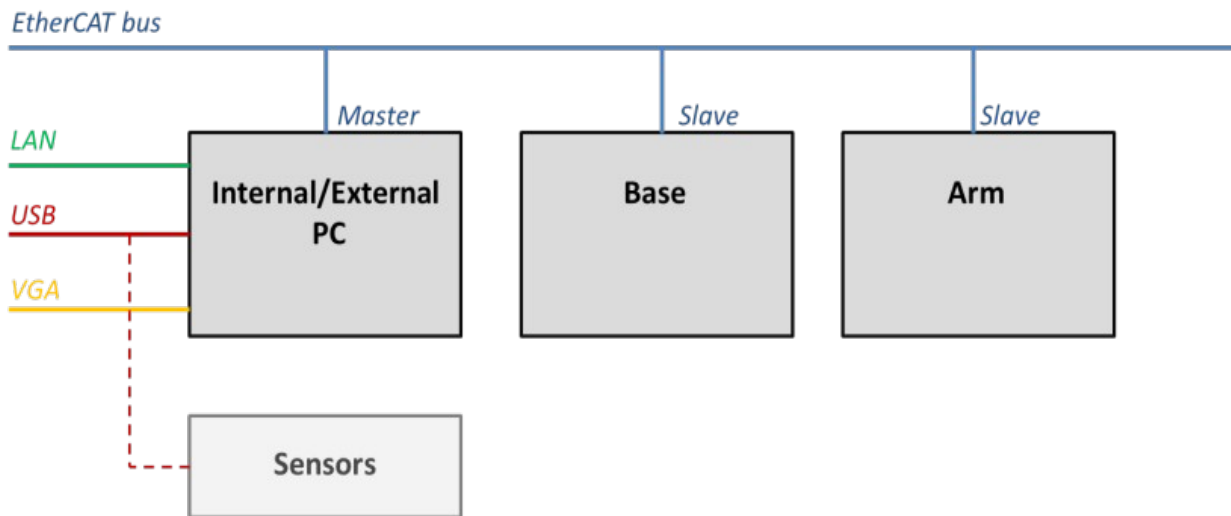 EtherCAT bus
Master
Slave
Slave
LAN
USB
VGA
Internal/External
PC
Base
Arm
Sensors